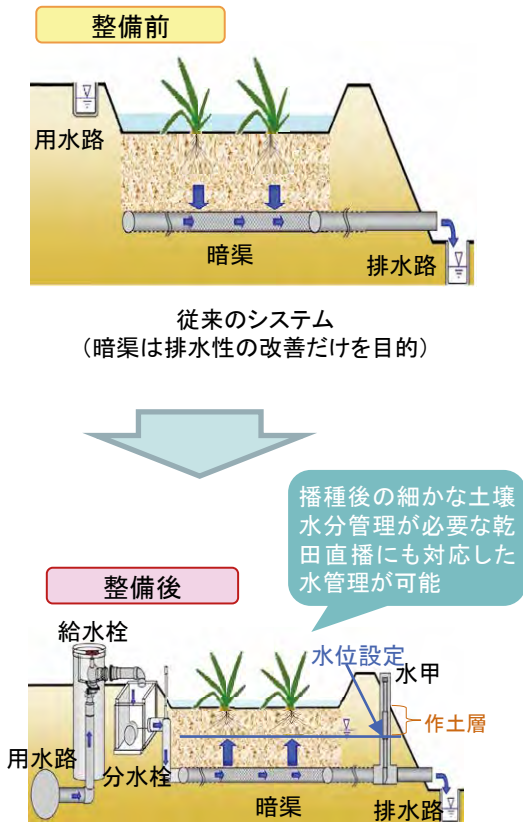 整備前
用水路
暗渠
排水路
従来のシステム
(暗渠は排水性の改善だけを目的)
播種後の細かな土壌
水分管理が必要な乾
田直播にも対応した
水管理が可能
整備後
給水栓
水位設定
水甲
作土層
用水路
分水栓
暗渠
排水路